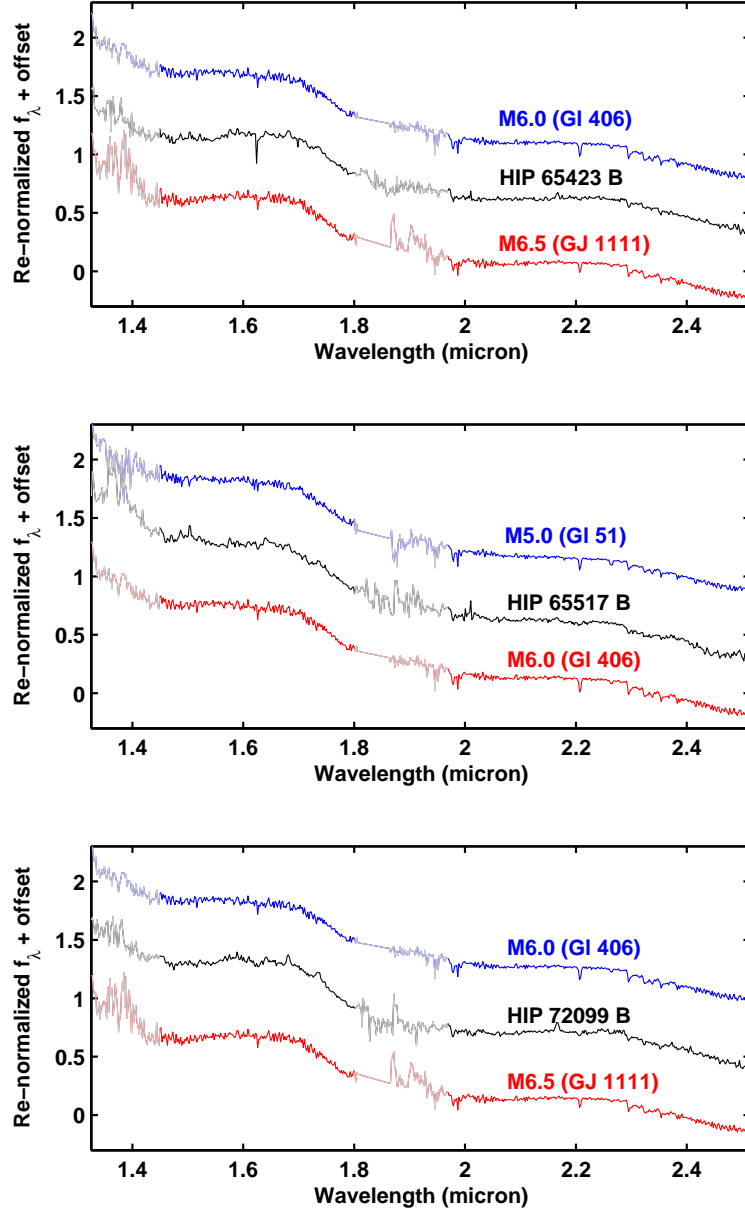 Re−normalized fλ + offset
2
1.5
1
0.5
0
M6.0 (Gl 406)
HIP 65423 B
M6.5 (GJ 1111)
1.4 1.6 1.8 2 2.2 2.4
Wavelength (micron)
Re−normalized fλ + offset
2
1.5
1
0.5
0
M5.0 (Gl 51)
HIP 65517 B
M6.0 (Gl 406)
1.4 1.6 1.8 2 2.2 2.4
Wavelength (micron)
Re−normalized fλ + offset
2
1.5
1
0.5
0
M6.0 (Gl 406)
HIP 72099 B
M6.5 (GJ 1111)
1.4 1.6 1.8 2 2.2 2.4
Wavelength (micron)